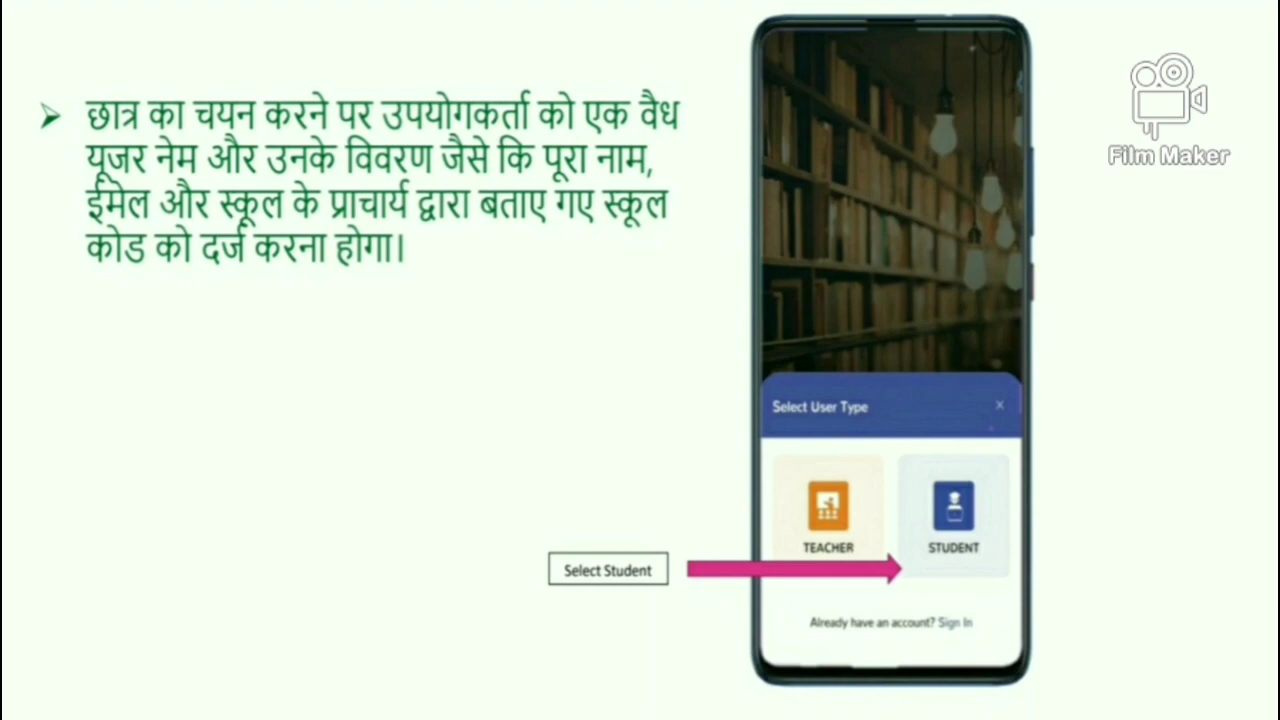 छात्र का चयन करने पर उपयोगकर्ता को एक वैध
यूजर नेम और उनके विवरण जैसे कि पूरा नाम,
ईमेल और स्कूल के प्राचार्य द्वारा बताए गए स्कूल
कोड को दर्ज करना होगा।
Film Maker
Select User Type
TEACHER
STUDENT
Select Student
Already have an account? Sign In